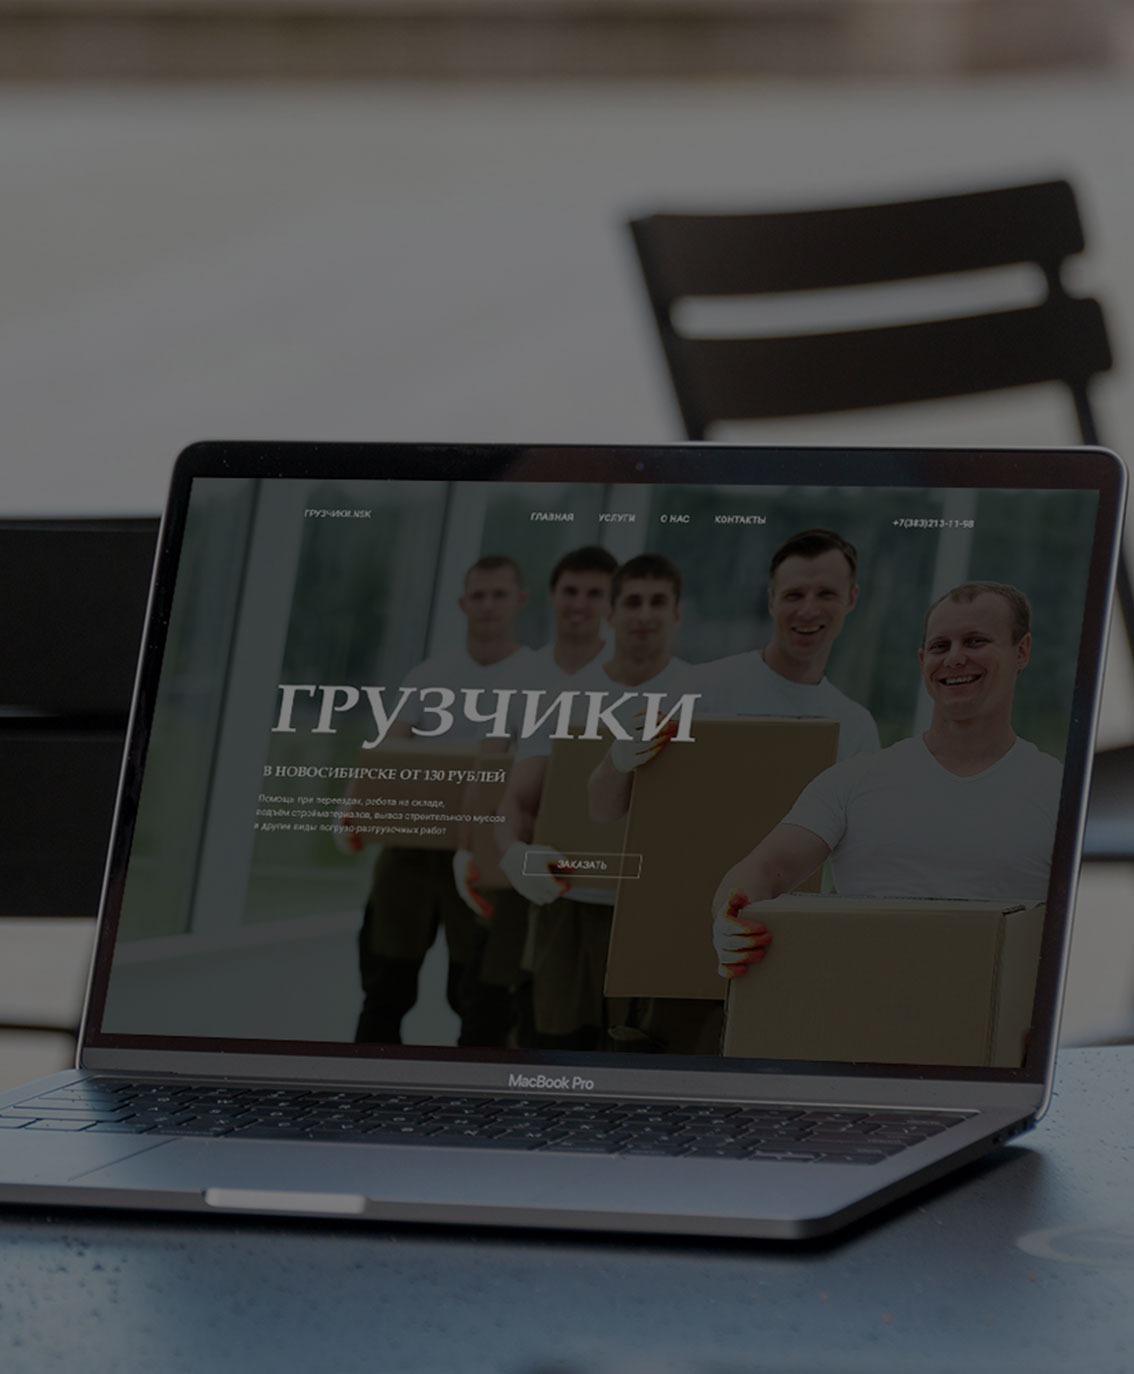 ГРУЗЧИКИ.NSK
ГЛАВНАЯ УСЛУГИ О НАС КОНТАКТЫ
+7(383)213-11-98
ГРУЗЧИКИ
В НОВОСИБИРСКЕ ОТ 130 РУБЛЕЙ
Помощь при переездах, работа на складе,
подъём стройматериалов, вывоз строительного мусора
и другие виды погрузо-разгрузочных работ
ЗАКАЗАТЬ
MacBook Pro